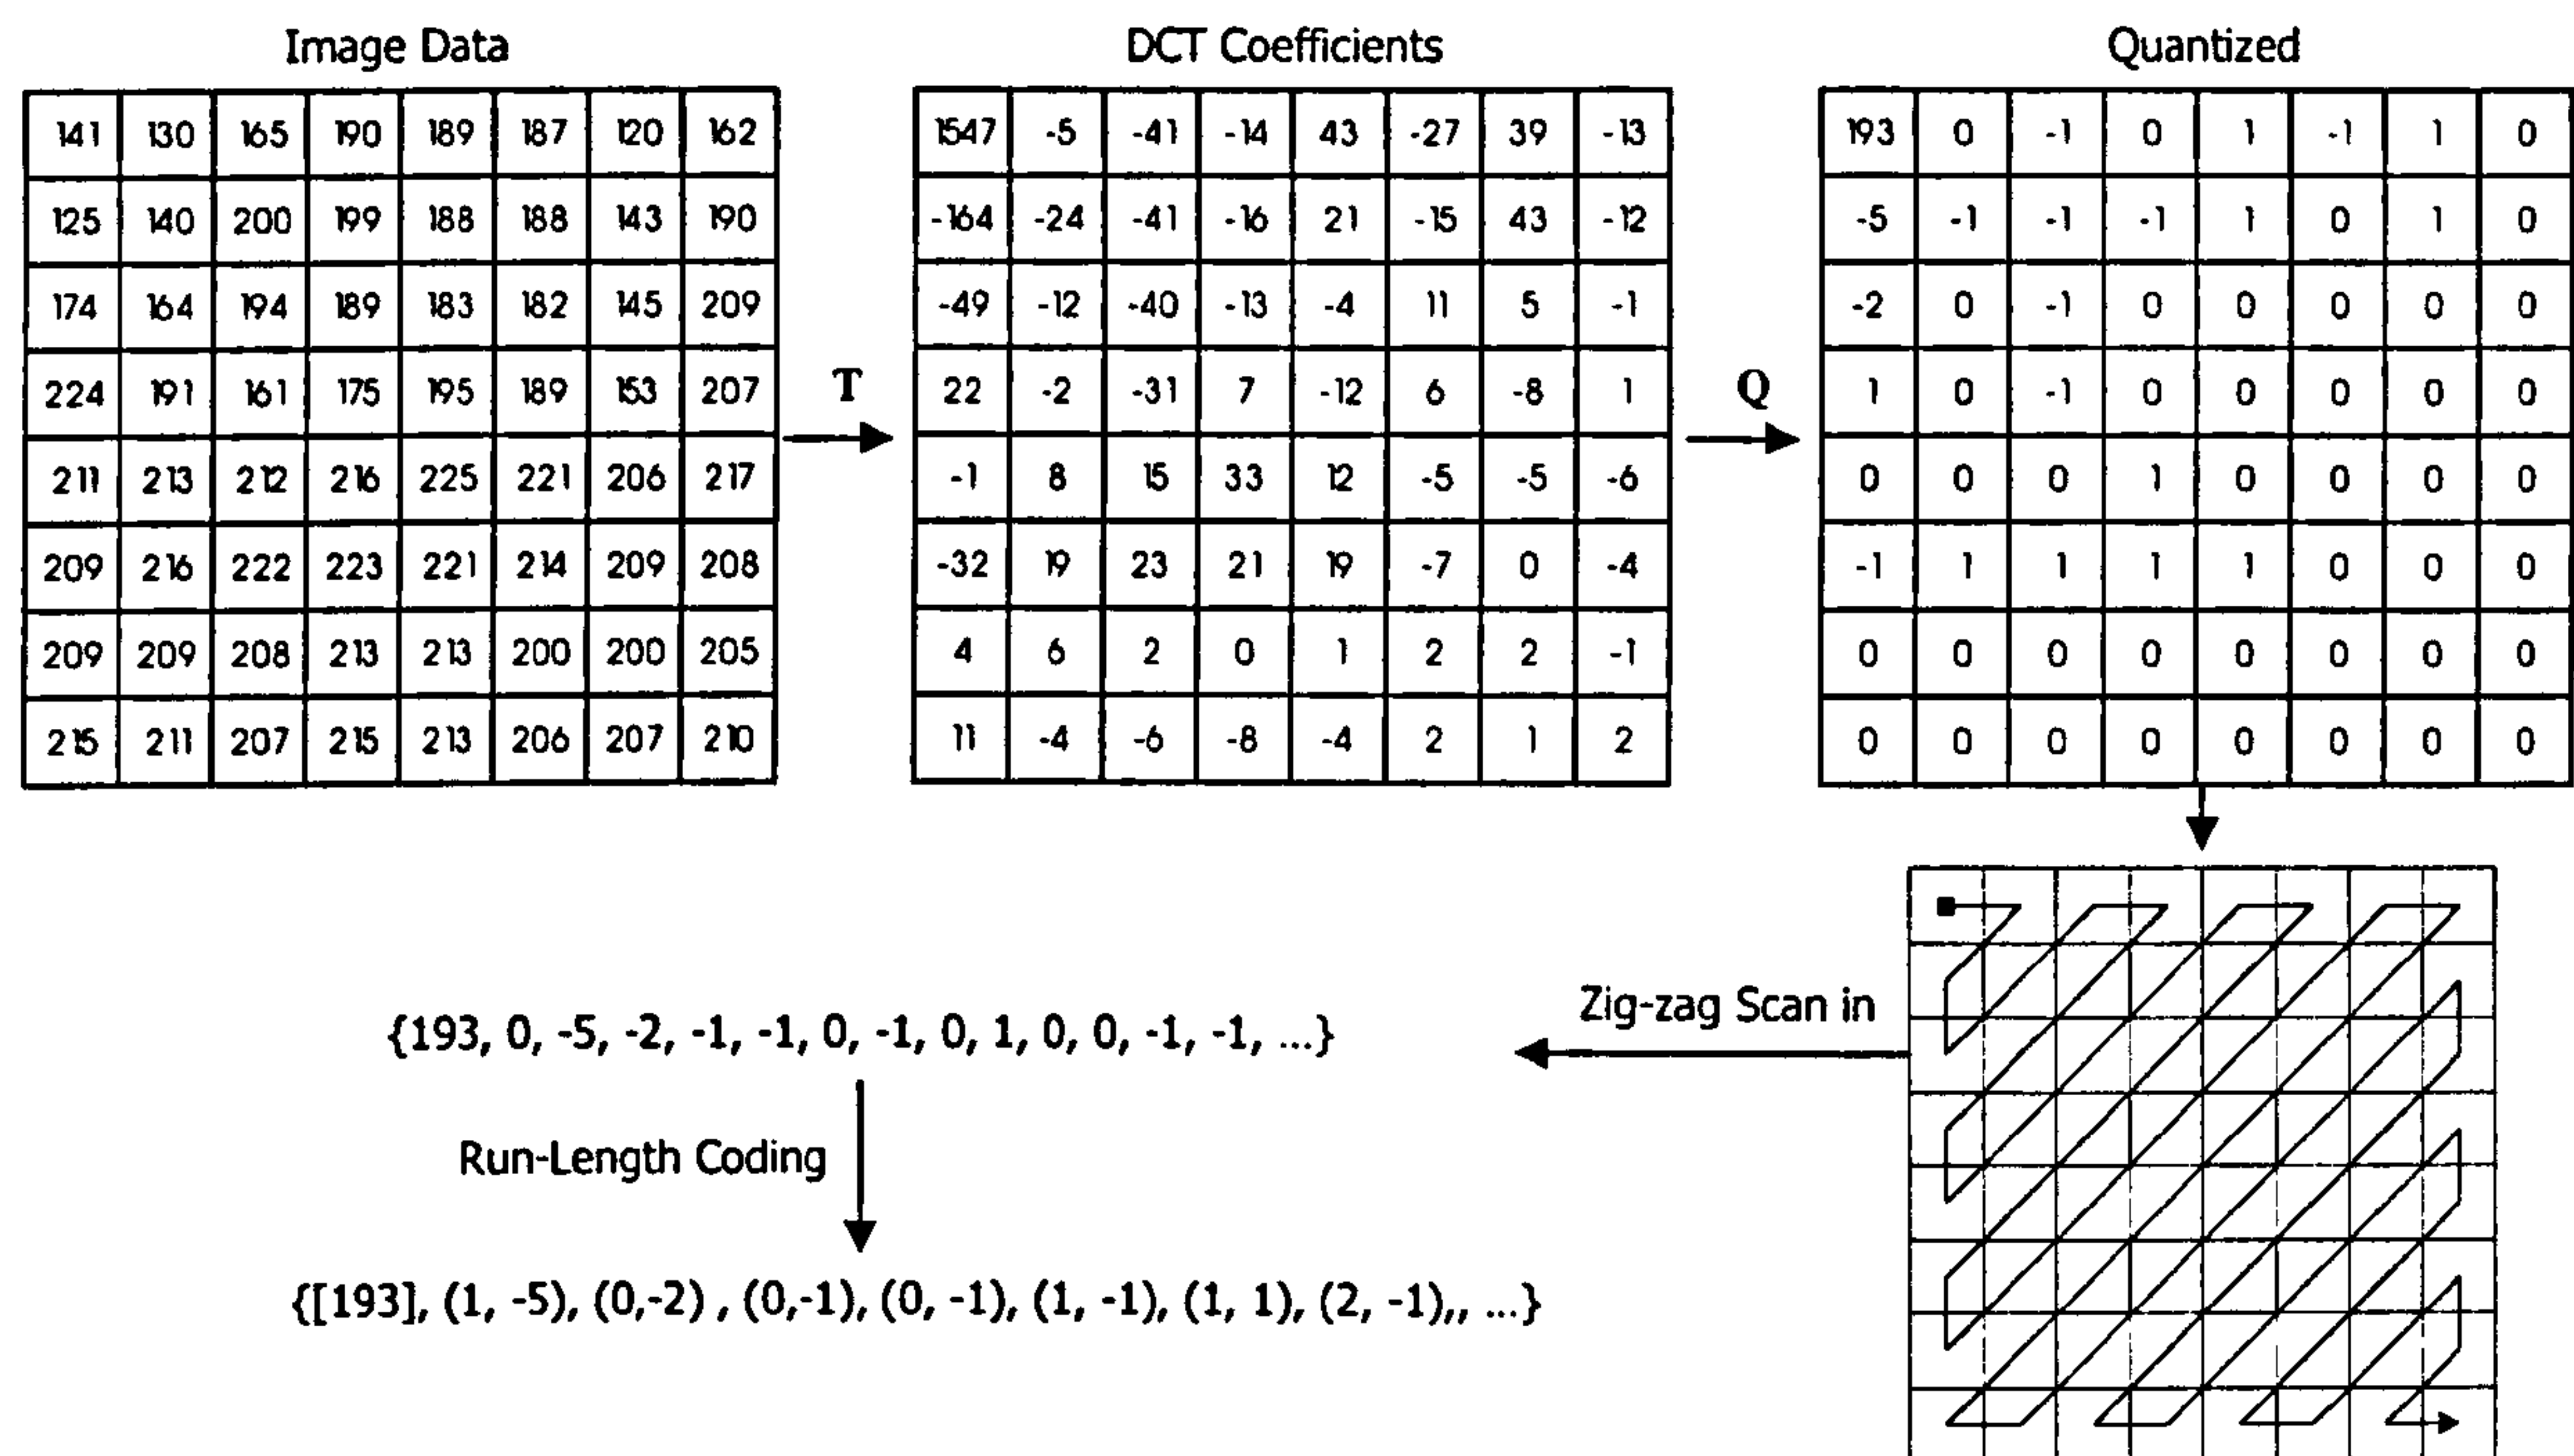 Image Data
141 130 165 190 189 187 120 162
125 140 200 199 188 188 143 190
174 164 194 189 183 182 145 209
224 191 161 175 195 189 153 207
211 213 212 216 225 221 206 217
209 216 222 223 221 214 209 208
209 209 208 213 213 200 200 205
215 211 207 215 213 206 207 210
T
DCT Coefficients
1547 -5 -41 -14 43 -27 39 -13
-164 -24 -41 -16 21 -15 43 -12
-49 -12 -40 -13 -4 11 5 -1
22 -2 -31 7 -12 6 -8 1
-1 8 15 33 12 -5 -5 -6
-32 19 23 21 19 -7 0 -4
4 6 2 0 1 2 2 -1
11 -4 -6 -8 -4 2 1 2
Q
Quantized
193 0 -1 0 1 -1 1 0
-5 -1 -1 -1 1 0 1 0
-2 0 -1 0 0 0 0 0
1 0 -1 0 0 0 0 0
0 0 0 1 0 0 0 0
-1 1 1 1 1 0 0 0
0 0 0 0 0 0 0 0
0 0 0 0 0 0 0 0
Zig-zag Scan in
{193, 0, -5, -2, -1, -1, 0, -1, 0, 1, 0, 0, -1, -1, ...}
Run-Length Coding
{[193], (1, -5), (0,-2) , (0,-1), (0, -1), (1, -1), (1, 1), (2, -1),, ...}